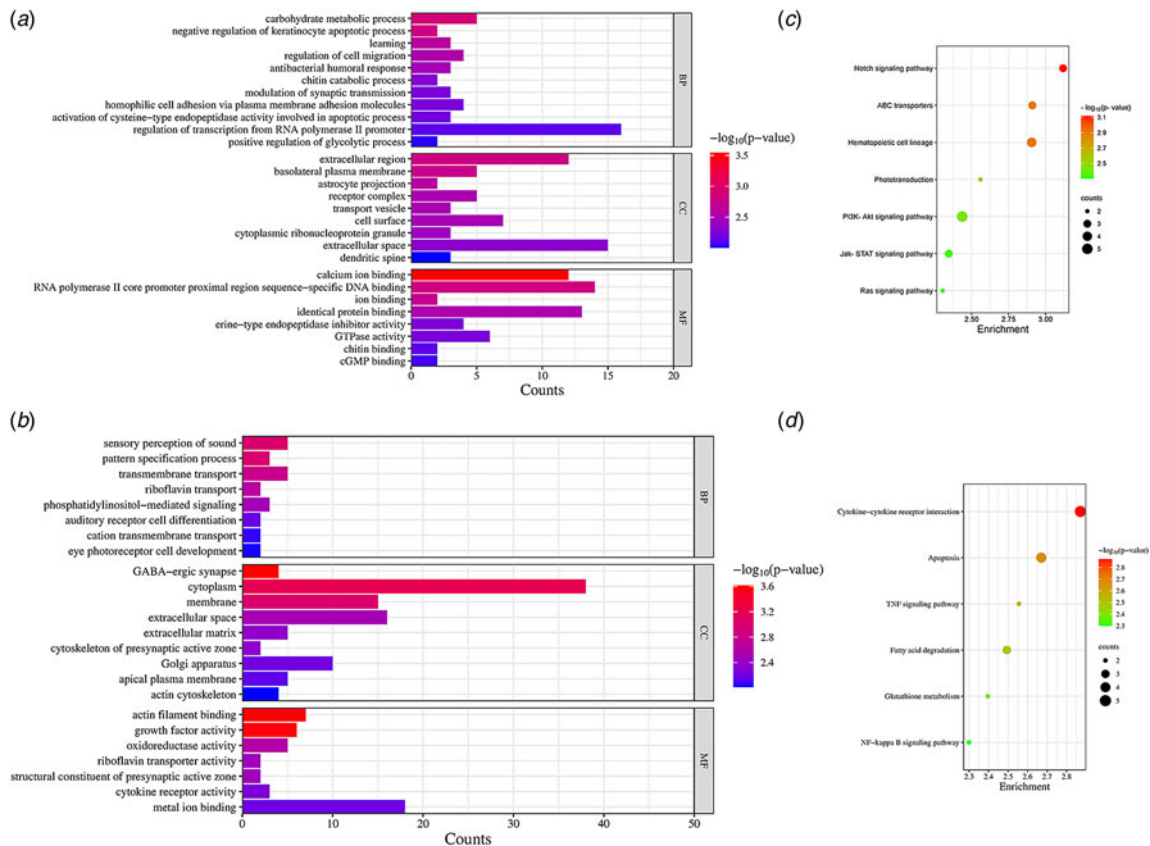 (a)
carbohydrate metabolic process
negative regulation of keratinocyte apoptotic process
learning
regulation of cell migration
antibacterial humoral response
chitin catabolic process
modulation of synaptic transmission
homophilic cell adhesion via plasma membrane adhesion molecules
activation of cysteine-type endopeptidase activity involved in apoptotic process
regulation of transcription from RNA polymerase II promoter
positive regulation of glycolytic process
BP
extracellular region
basolateral plasma membrane
astrocyte projection
receptor complex
transport vesicle
cell surface
cytoplasmic ribonucleoprotein granule
extracellular space
dendritic spine
CC
calcium ion binding
RNA polymerase II core promoter proximal region sequence-specific DNA binding
ion binding
identical protein binding
erine-type endopeptidase inhibitor activity
GTPase activity
chitin binding
cGMP binding
MF
0 5 10 15 20
Counts
−log10(p-value)
3.5
3.0
2.5
(c)
Notch signaling pathway
ABC transporters
Hematopoietic cell lineage
Phototransduction
PI3K- Akt signaling pathway
Jak- STAT signaling pathway
Ras signaling pathway
2.50 2.75 3.00
Enrichment
- log10(p- value)
3.1
2.9
2.7
2.5
counts
2
3
4
5
(b)
sensory perception of sound
pattern specification process
transmembrane transport
riboflavin transport
phosphatidylinositol-mediated signaling
auditory receptor cell differentiation
cation transmembrane transport
eye photoreceptor cell development
BP
GABA-ergic synapse
cytoplasm
membrane
extracellular space
extracellular matrix
cytoskeleton of presynaptic active zone
Golgi apparatus
apical plasma membrane
actin cytoskeleton
CC
actin filament binding
growth factor activity
oxidoreductase activity
riboflavin transporter activity
structural constituent of presynaptic active zone
cytokine receptor activity
metal ion binding
MF
0 10 20 30 40 50
Counts
−log10(p-value)
3.6
3.2
2.8
2.4
(d)
Cytokine-cytokine receptor interaction
Apoptosis
TNF signaling pathway
Fatty acid degradation
Glutathione metabolism
NF-kappa B signaling pathway
2.3 2.4 2.5 2.6 2.7 2.8
Enrichment
−log10(p-value)
2.8
2.7
2.6
2.5
2.4
2.3
counts
2
3
4
5